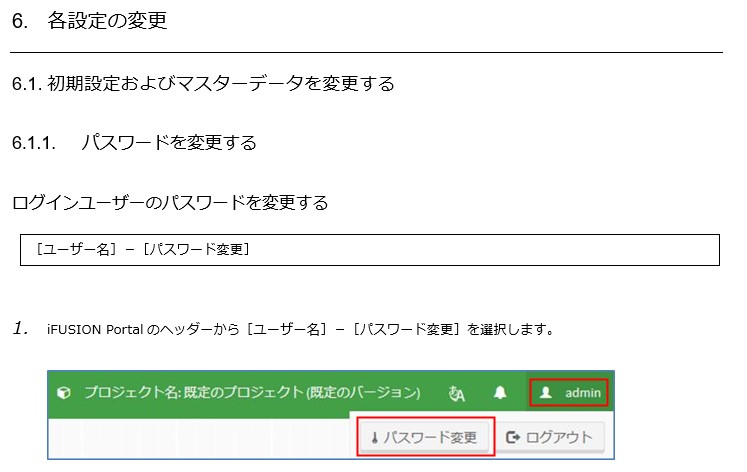 6. 各設定の変更
6.1. 初期設定およびマスターデータを変更する
6.1.1. パスワードを変更する
ログインユーザーのパスワードを変更する
［ユーザー名］－［パスワード変更］
1. iFUSION Portal のヘッダーから［ユーザー名］－［パスワード変更］を選択します。
プロジェクト名: 既定のプロジェクト (既定のバージョン) あA admin
パスワード変更 ログアウト